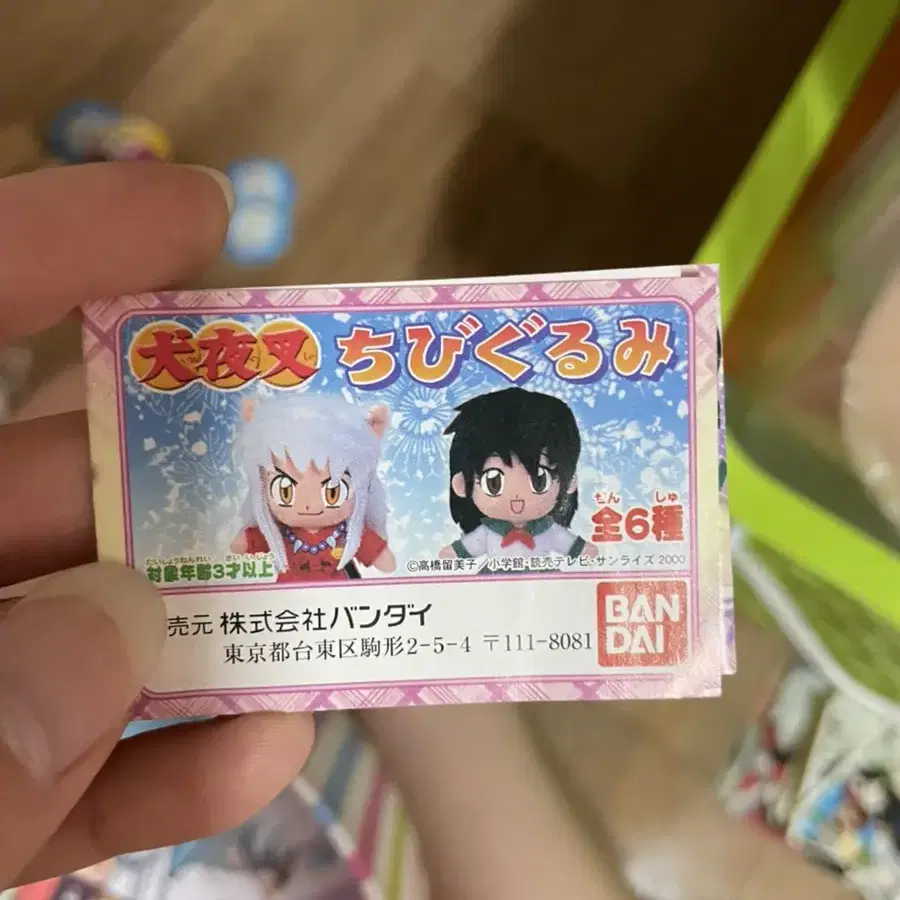 犬夜叉 ちびぐるみ
ぜん しゅ
全6種
たいしょうねんれい さい いじょう
対象年齢3才以上
©高橋留美子／小学館・読売テレビ・サンライズ 2000
売元 株式会社バンダイ
東京都台東区駒形2-5-4 〒111-8081
BAN
DAI